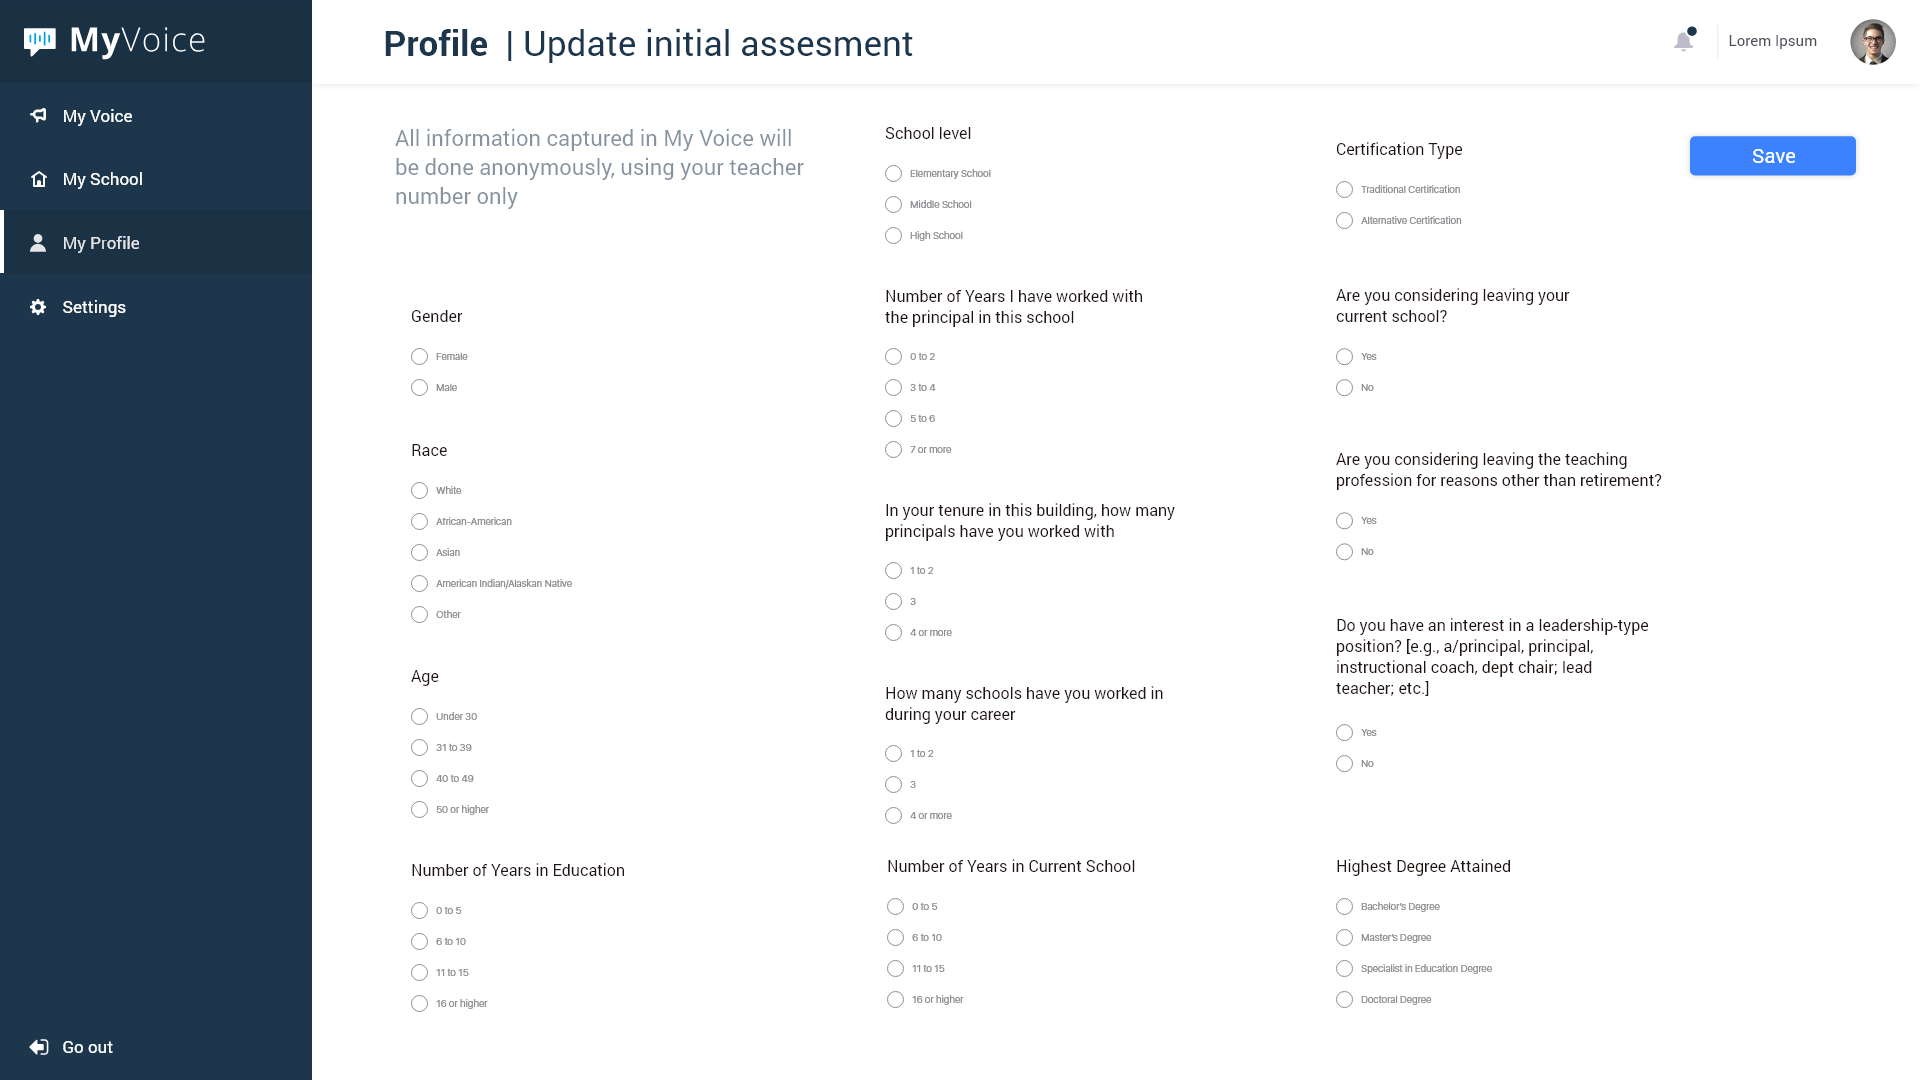 MyVoice
My Voice
My School
My Profile
Settings
Go out
Profile | Update initial assesment
Lorem Ipsum
Save
All information captured in My Voice will
be done anonymously, using your teacher
number only
Gender
Female
Male
Race
White
African-American
Asian
American Indian/Alaskan Native
Other
Age
Under 30
31 to 39
40 to 49
50 or higher
Number of Years in Education
0 to 5
6 to 10
11 to 15
16 or higher
School level
Elementary School
Middle School
High School
Number of Years I have worked with
the principal in this school
0 to 2
3 to 4
5 to 6
7 or more
In your tenure in this building, how many
principals have you worked with
1 to 2
3
4 or more
How many schools have you worked in
during your career
1 to 2
3
4 or more
Number of Years in Current School
0 to 5
6 to 10
11 to 15
16 or higher
Certification Type
Traditional Certification
Alternative Certification
Are you considering leaving your
current school?
Yes
No
Are you considering leaving the teaching
profession for reasons other than retirement?
Yes
No
Do you have an interest in a leadership-type
position? [e.g., a/principal, principal,
instructional coach, dept chair; lead
teacher; etc.]
Yes
No
Highest Degree Attained
Bachelor's Degree
Master's Degree
Specialist in Education Degree
Doctoral Degree